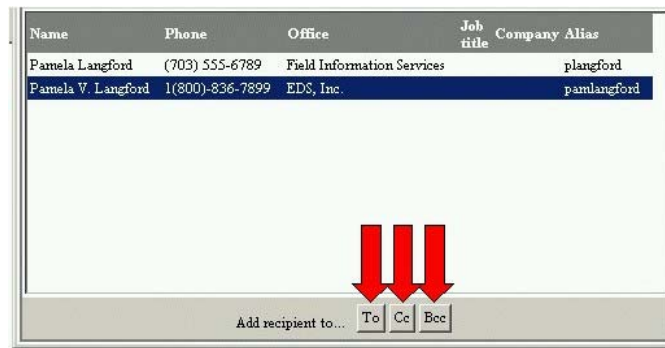 Name Phone Office Job title Company Alias
Pamela Langford (703) 555-6789 Field Information Services plangford
Pamela V. Langford 1(800)-836-7899 EDS, Inc. pamlangford
Add recipient to... To Cc Bcc